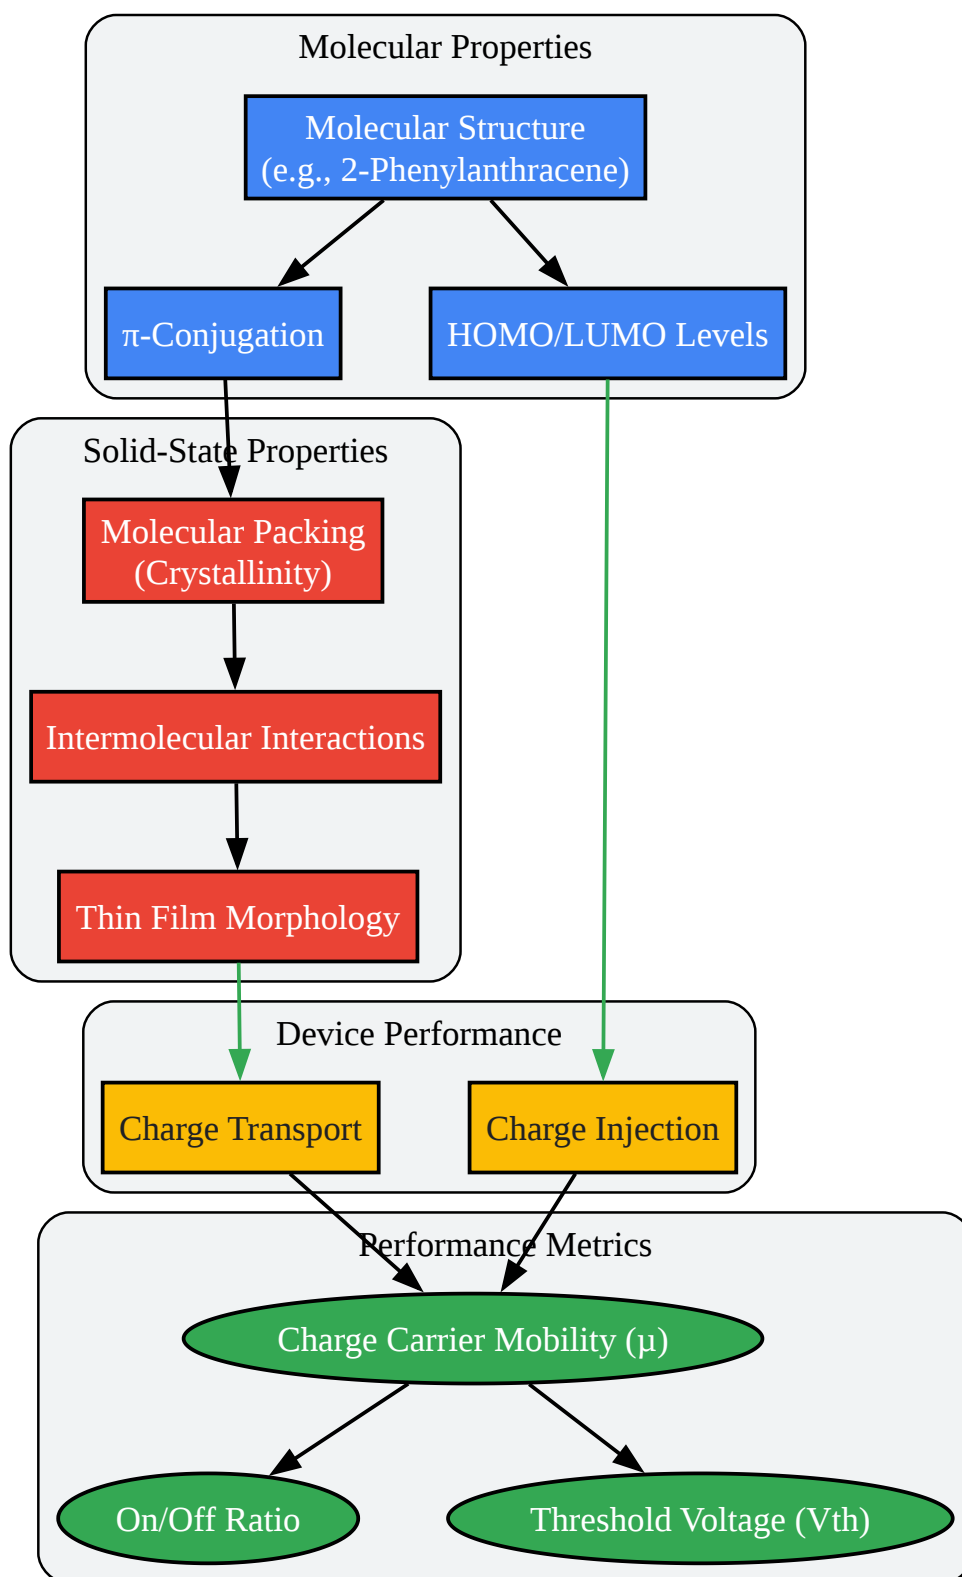 Molecular Properties
Molecular Structure
(e.g., 2-Phenylanthracene)
π-Conjugation
HOMO/LUMO Levels
Solid-State Properties
Molecular Packing
(Crystallinity)
Intermolecular Interactions
Thin Film Morphology
Device Performance
Charge Transport
Charge Injection
Performance Metrics
Charge Carrier Mobility (µ)
On/Off Ratio
Threshold Voltage (Vth)